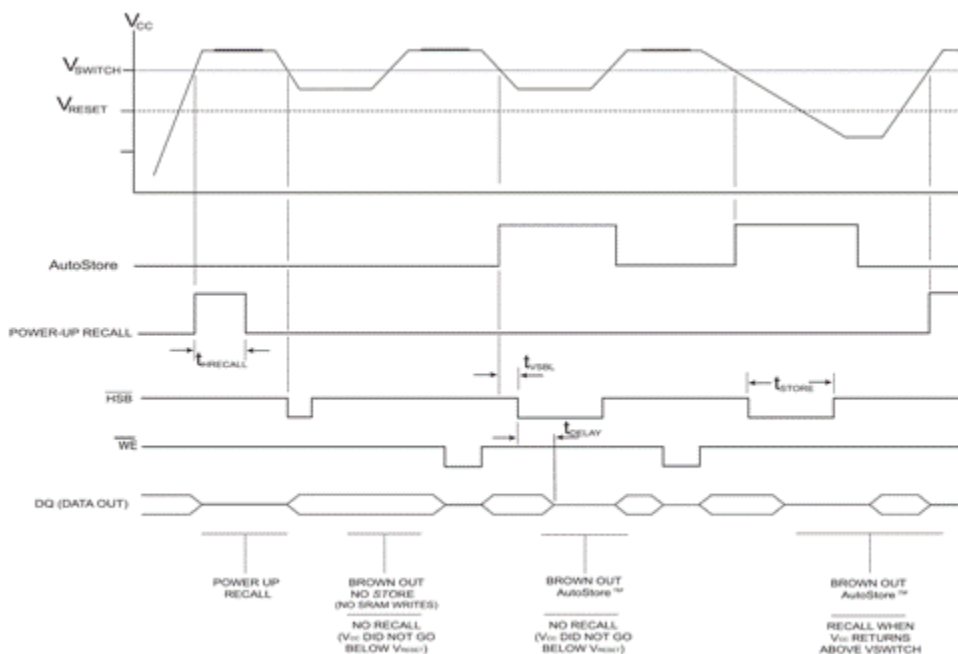 VCC
VSWITCH
VRESET
AutoStore
POWER-UP RECALL
tHRECALL
tVSBL
tSTORE
HSB
tDELAY
WE
DQ (DATA OUT)
POWER UP
RECALL
BROWN OUT
NO STORE
(NO SRAM WRITES)
NO RECALL
(VCC DID NOT GO
BELOW VRESET)
BROWN OUT
AutoStore™
NO RECALL
(VCC DID NOT GO
BELOW VRESET)
BROWN OUT
AutoStore™
RECALL WHEN
VCC RETURNS
ABOVE VSWITCH